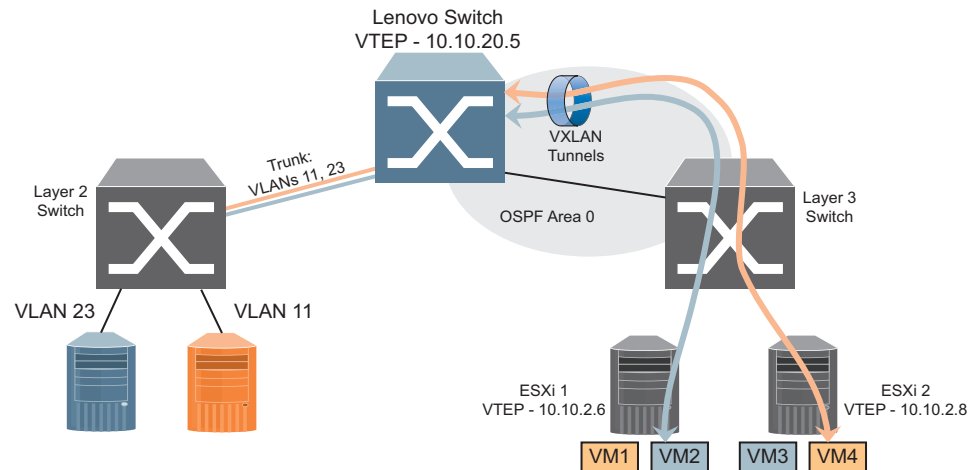 Lenovo Switch
VTEP - 10.10.20.5
VXLAN
Tunnels
Trunk:
VLANs 11, 23
Layer 2
Switch
Layer 3
Switch
OSPF Area 0
VLAN 23
VLAN 11
ESXi 1
VTEP - 10.10.2.6
ESXi 2
VTEP - 10.10.2.8
VM1
VM2
VM3
VM4